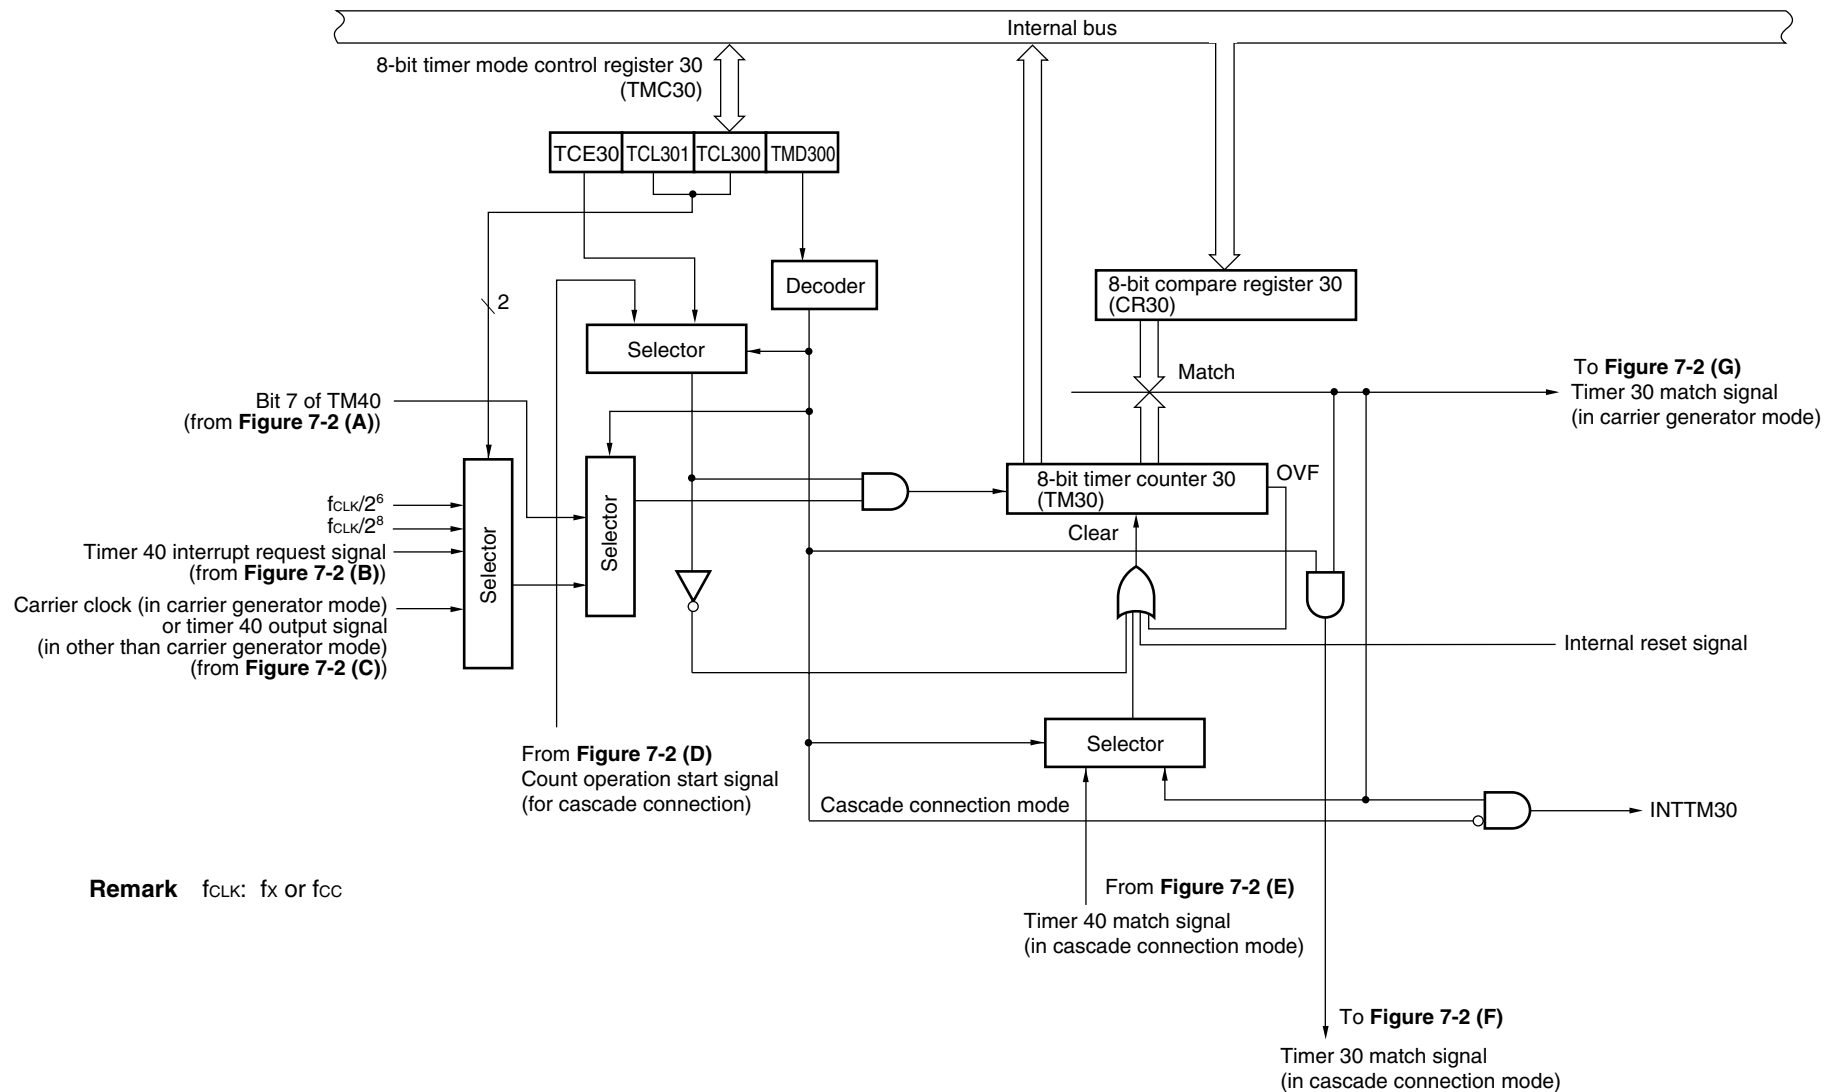 Internal bus
8-bit timer mode control register 30
(TMC30)
TCE30 TCL301 TCL300 TMD300
Decoder
2
8-bit compare register 30
(CR30)
Selector
Match
To Figure 7-2 (G)
Timer 30 match signal
(in carrier generator mode)
Bit 7 of TM40
(from Figure 7-2 (A))
8-bit timer counter 30
(TM30)
OVF
Clear
fCLK/2⁶
fCLK/2⁸
Timer 40 interrupt request signal
(from Figure 7-2 (B))
Carrier clock (in carrier generator mode)
or timer 40 output signal
(in other than carrier generator mode)
(from Figure 7-2 (C))
Selector
Selector
Internal reset signal
From Figure 7-2 (D)
Count operation start signal
(for cascade connection)
Selector
Cascade connection mode
INTTM30
From Figure 7-2 (E)
Timer 40 match signal
(in cascade connection mode)
Remark fCLK: fX or fCC
To Figure 7-2 (F)
Timer 30 match signal
(in cascade connection mode)